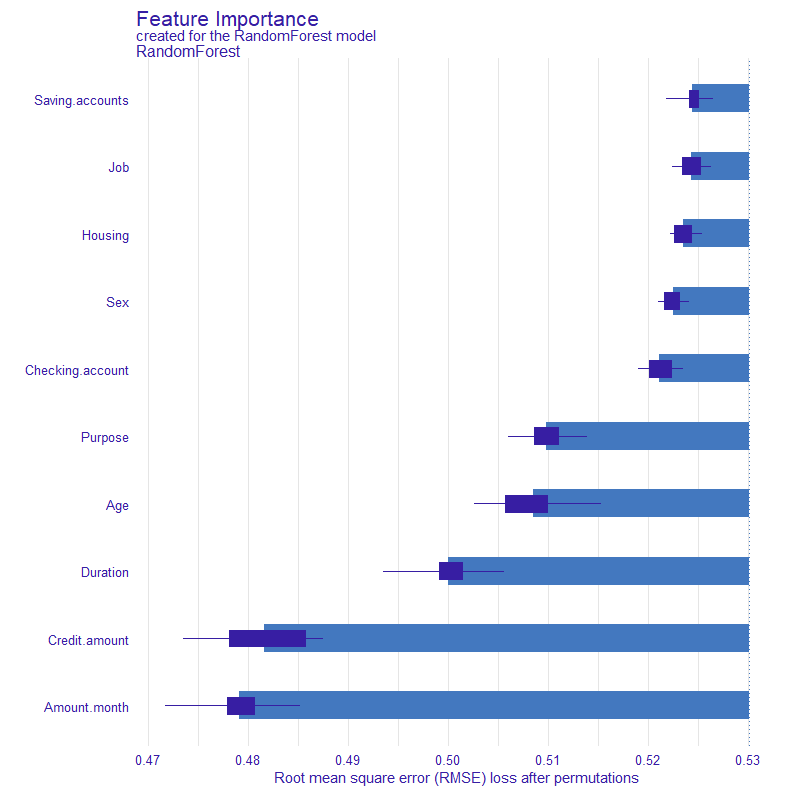 Feature Importance
created for the RandomForest model
RandomForest
Saving.accounts
Job
Housing
Sex
Checking.account
Purpose
Age
Duration
Credit.amount
Amount.month
0.47 0.48 0.49 0.50 0.51 0.52 0.53
Root mean square error (RMSE) loss after permutations